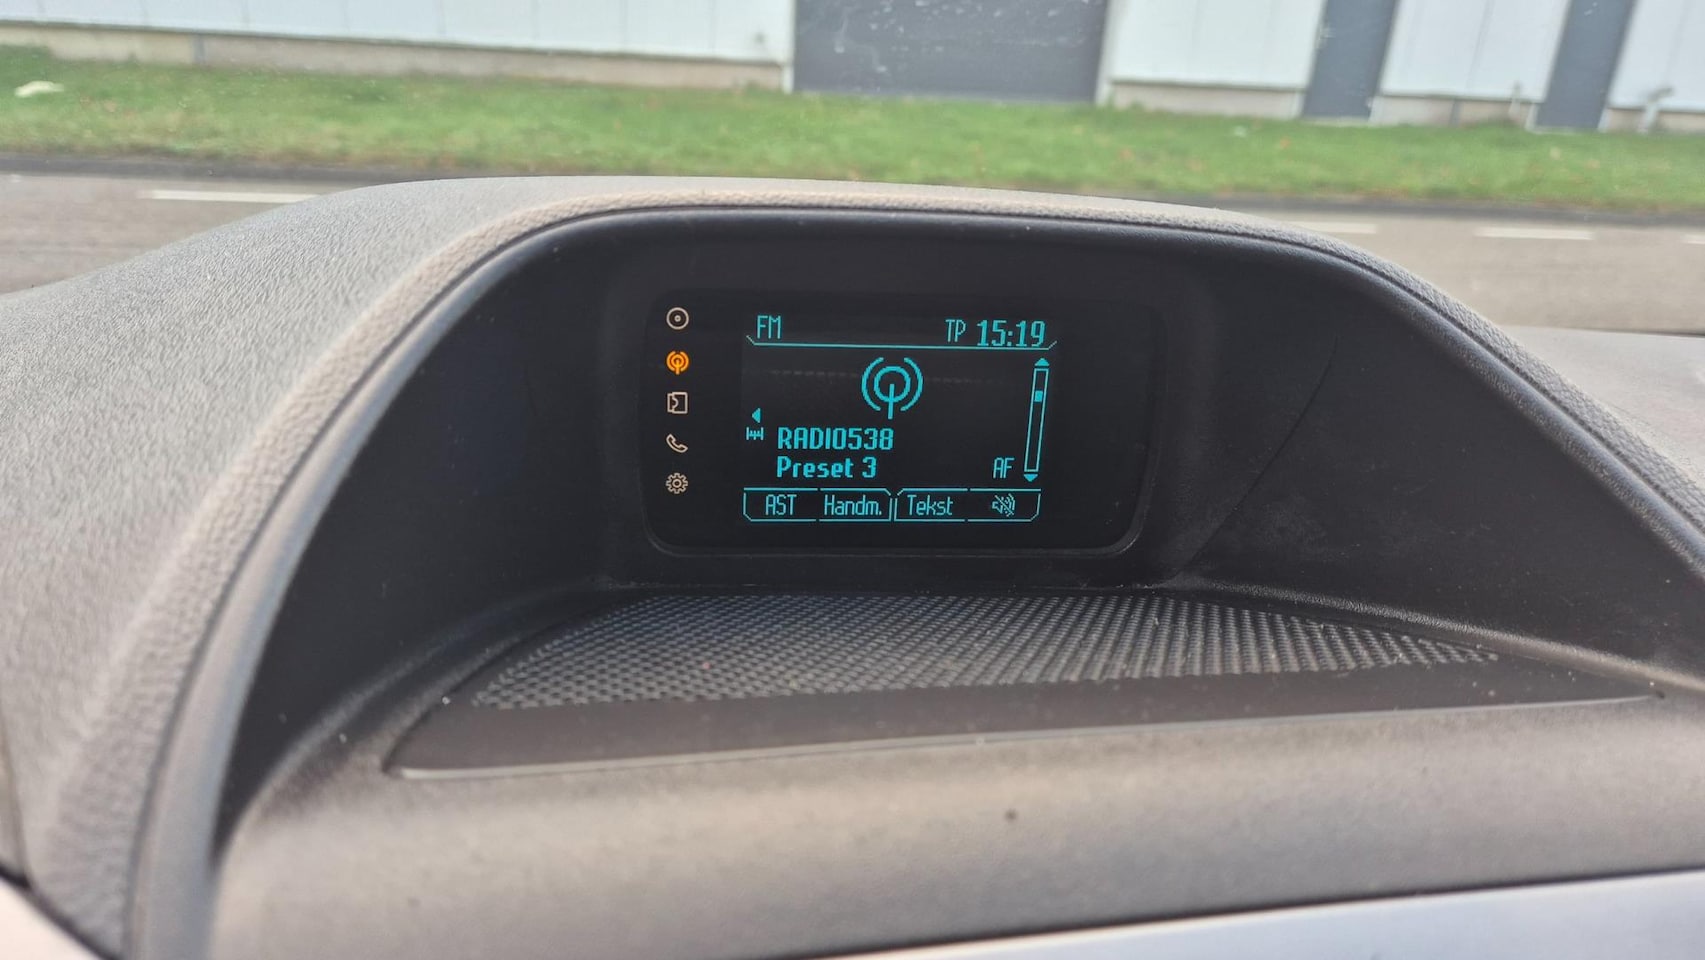 FM TP 15:19
RADIO538
Preset 3 AF
AST Handm. Tekst